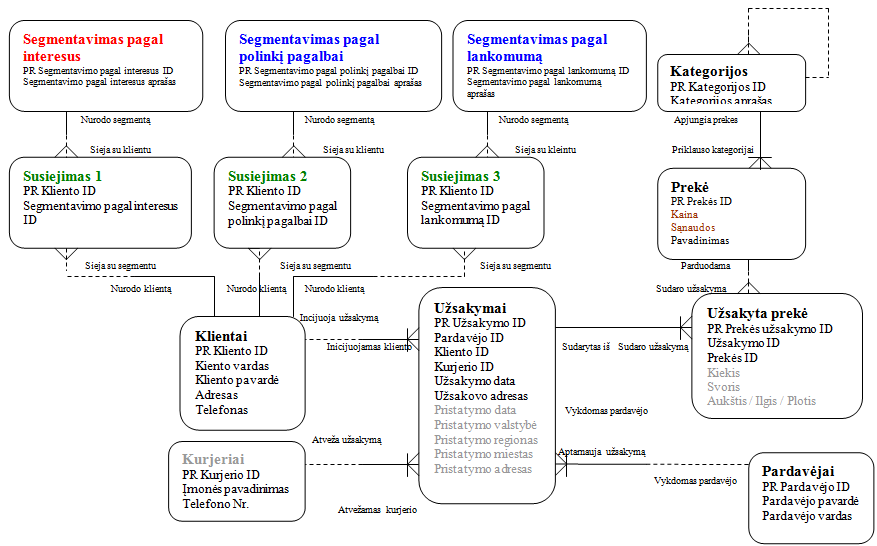 Segmentavimas pagal
interesus
PR Segmentavimo pagal interesus ID
Segmentavimo pagal interesus aprašas
Segmentavimas pagal
polinkį pagalbai
PR Segmentavimo pagal polinkį pagalbai ID
Segmentavimo pagal polinkį pagalbai aprašas
Segmentavimas pagal
lankomumą
PR Segmentavimo pagal lankomumą ID
Segmentavimo pagal lankomumą
aprašas
Kategorijos
PR Kategorijos ID
Kategorijos aprašas
Nurodo segmentą
Nurodo segmentą
Nurodo segmentą
Apjungia prekes
Sieja su klientu
Sieja su klientu
Sieja su kleintu
Priklauso kategorijai
Susiejimas 1
PR Kliento ID
Segmentavimo pagal interesus
ID
Susiejimas 2
PR Kliento ID
Segmentavimo pagal
polinkį pagalbai ID
Susiejimas 3
PR Kliento ID
Segmentavimo pagal
lankomumą ID
Prekė
PR Prekės ID
Kaina
Sąnaudos
Pavadinimas
Sieja su segmentu
Sieja su segmentu
Sieja su segmentu
Parduodama
Nurodo klientą
Nurodo klientą
Nurodo klientą
Sudaro užsakymą
Klientai
PR Kliento ID
Kiento vardas
Kliento pavardė
Adresas
Telefonas
Incijuoja užsakymą
Inicijuojamas kliento
Užsakymai
PR Užsakymo ID
Pardavėjo ID
Kliento ID
Kurjerio ID
Užsakymo data
Užsakovo adresas
Pristatymo data
Pristatymo valstybė
Pristatymo regionas
Pristatymo miestas
Pristatymo adresas
Sudarytas iš
Sudaro užsakymą
Užsakyta prekė
PR Prekės užsakymo ID
Užsakymo ID
Prekės ID
Kiekis
Svoris
Aukštis / Ilgis / Plotis
Vykdomas pardavėjo
Atveža užsakymą
Atvežamas kurjerio
Kurjeriai
PR Kurjerio ID
Įmonės pavadinimas
Telefono Nr.
Aptarnauja užsakymą
Vykdomas pardavėjo
Pardavėjai
PR Pardavėjo ID
Pardavėjo pavardė
Pardavėjo vardas